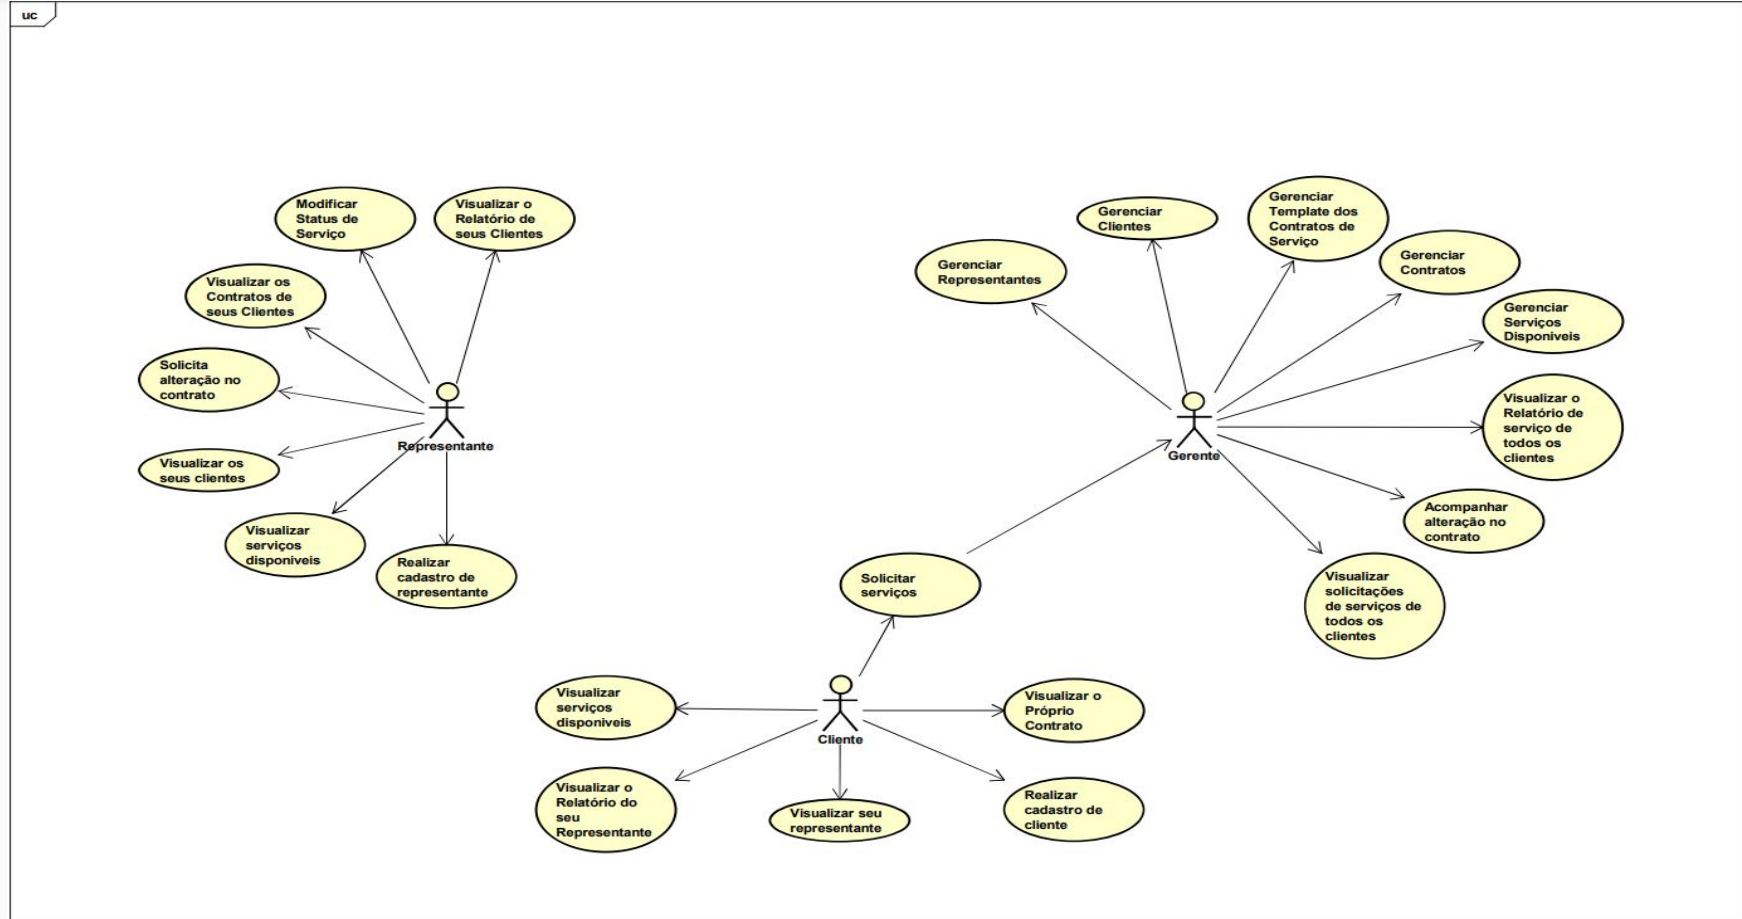 uc
Modificar
Status de
Serviço
Visualizar o
Relatório de
seus Clientes
Visualizar os
Contratos de
seus Clientes
Solicita
alteração no
contrato
Representante
Visualizar os
seus clientes
Visualizar
serviços
disponiveis
Realizar
cadastro de
representante
Gerenciar
Representantes
Gerenciar
Clientes
Gerenciar
Template dos
Contratos de
Serviço
Gerenciar
Contratos
Gerenciar
Serviços
Disponiveis
Visualizar o
Relatório de
serviço de
todos os
clientes
Gerente
Acompanhar
alteração no
contrato
Visualizar
solicitações
de serviços de
todos os
clientes
Solicitar
serviços
Visualizar
serviços
disponiveis
Cliente
Visualizar o
Próprio
Contrato
Visualizar o
Relatório do
seu
Representante
Visualizar seu
representante
Realizar
cadastro de
cliente